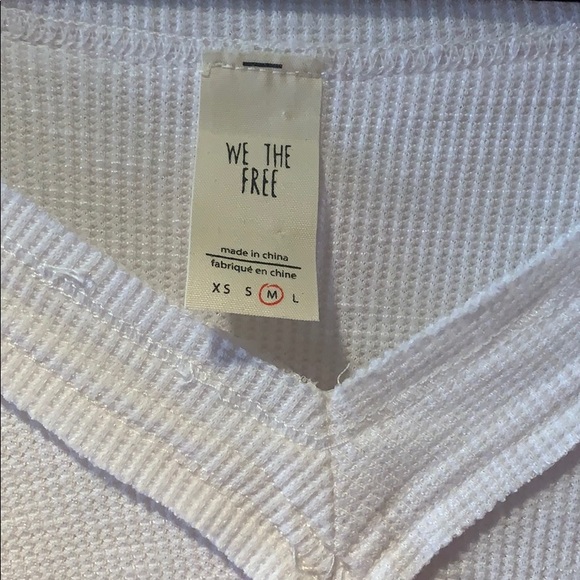 WE THE
FREE
made in china
fabriqué en chine
XS S M L